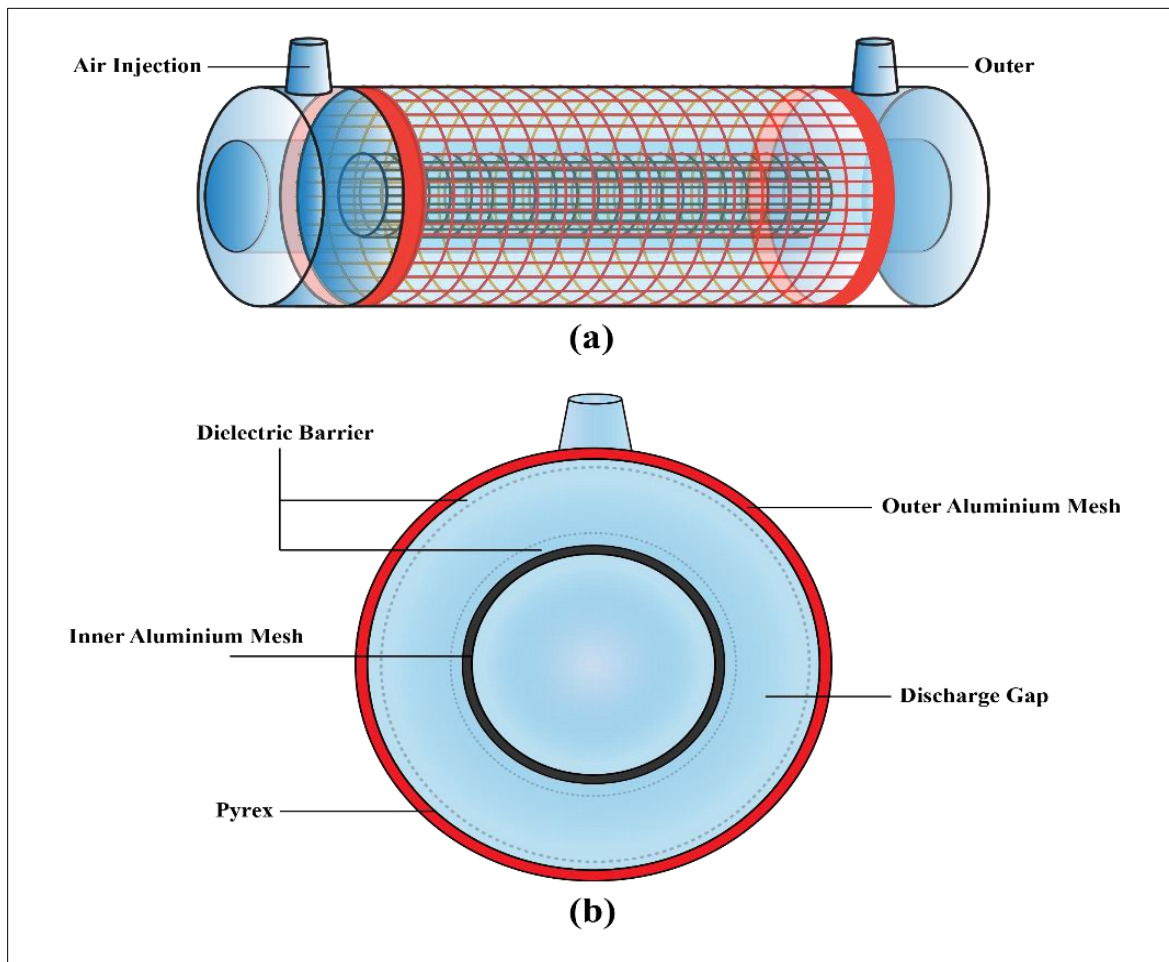 Air Injection
Outer
(a)
Dielectric Barrier
Outer Aluminium Mesh
Inner Aluminium Mesh
Discharge Gap
Pyrex
(b)